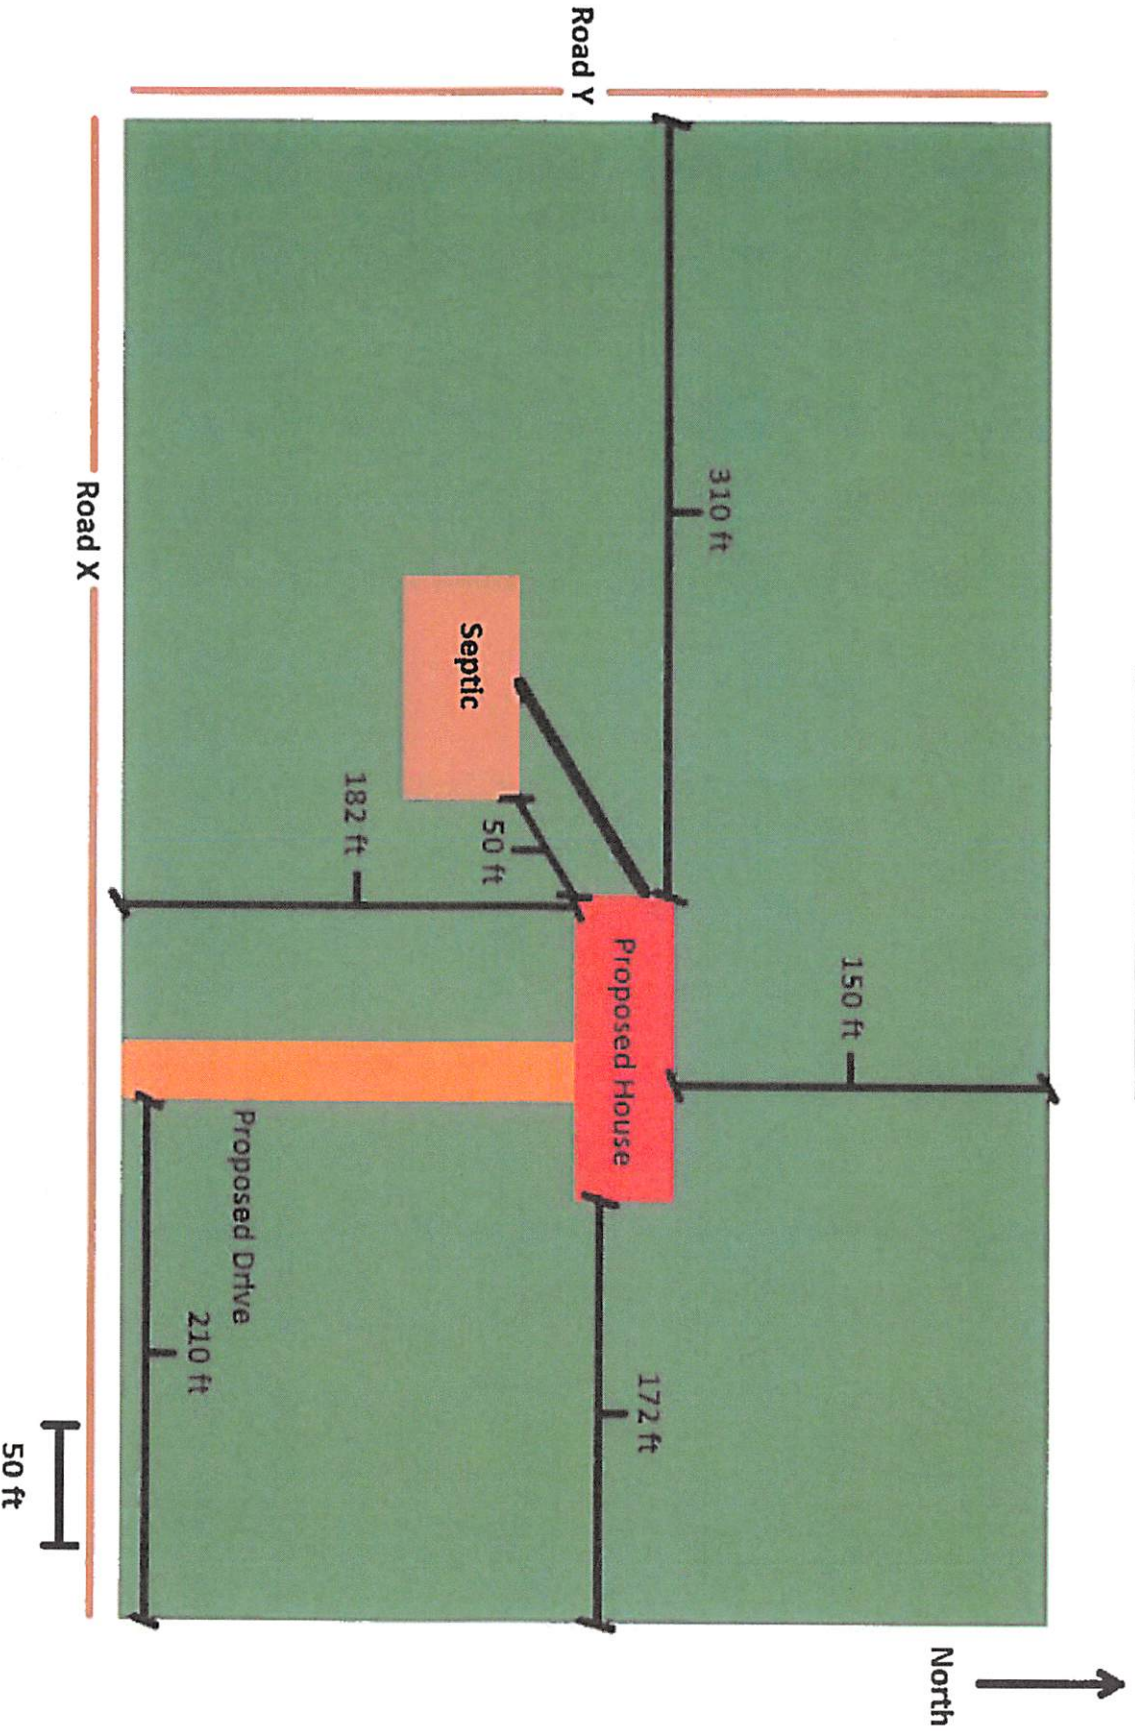 Road Y
310 ft
150 ft
North
Septic
50 ft
Proposed House
172 ft
182 ft
Proposed Drive
210 ft
Road X
50 ft